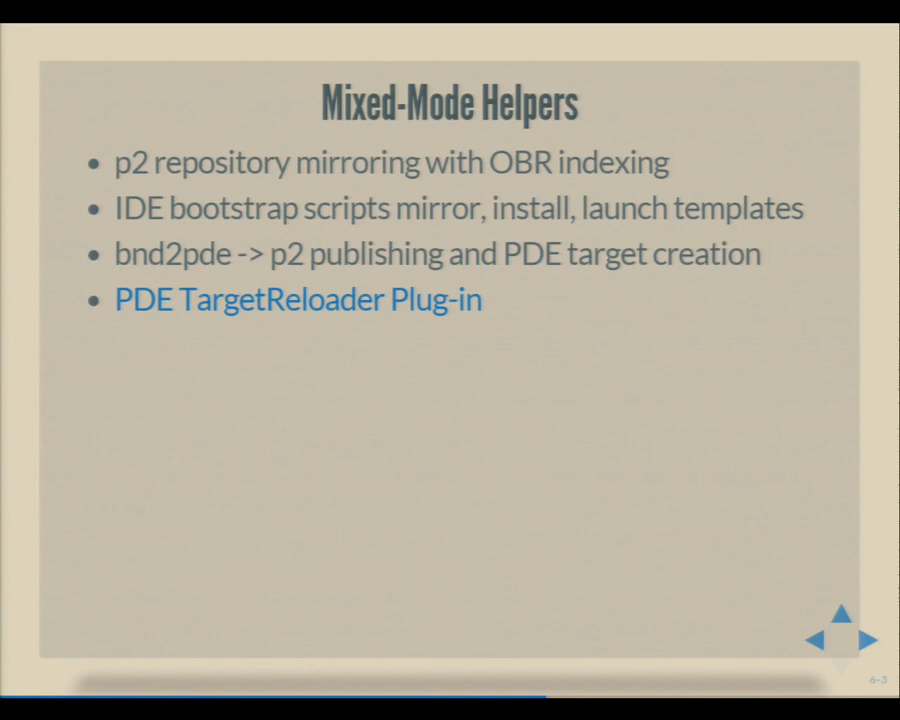 Mixed-Mode Helpers
p2 repository mirroring with OBR indexing
IDE bootstrap scripts mirror, install, launch templates
bnd2pde -> p2 publishing and PDE target creation
PDE TargetReloader Plug-in
6-3